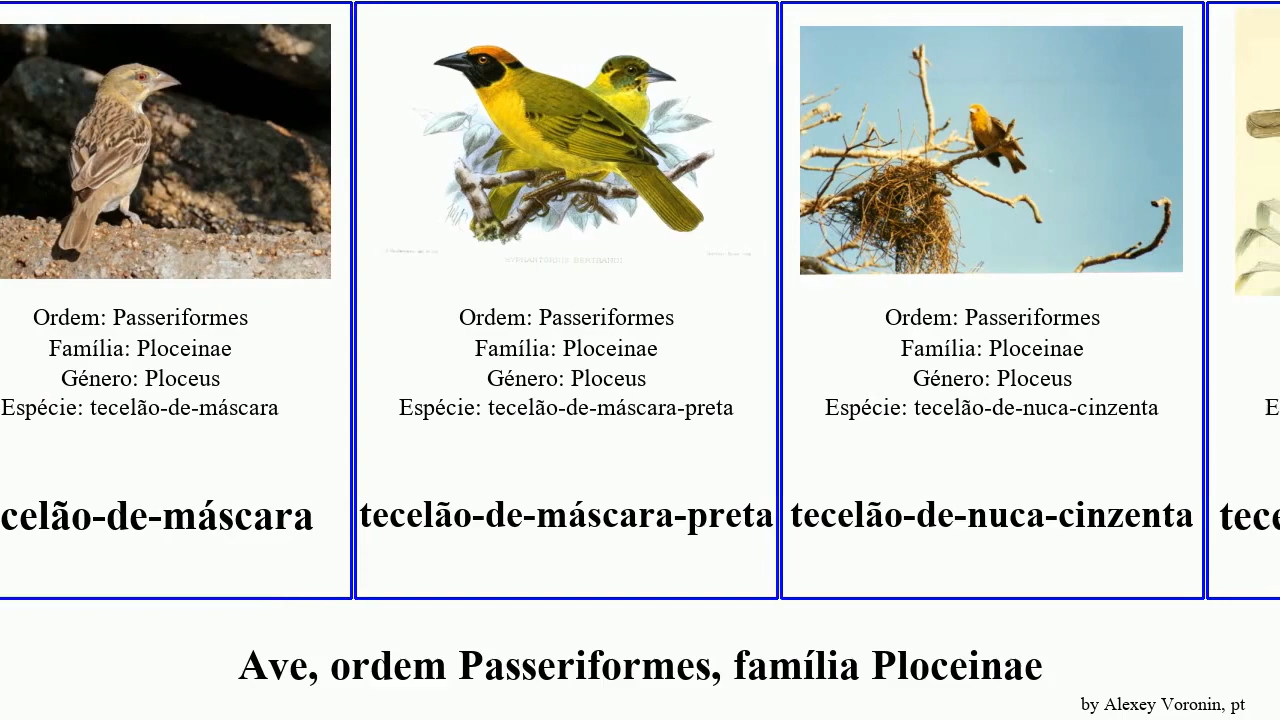 Ordem: Passeriformes
Família: Ploceinae
Género: Ploceus
Espécie: tecelão-de-máscara
celão-de-máscara
HYPHANTORNIS BERTRANDI
Ordem: Passeriformes
Família: Ploceinae
Género: Ploceus
Espécie: tecelão-de-máscara-preta
tecelão-de-máscara-preta
Ordem: Passeriformes
Família: Ploceinae
Género: Ploceus
Espécie: tecelão-de-nuca-cinzenta
tecelão-de-nuca-cinzenta
E
tece
Ave, ordem Passeriformes, família Ploceinae
by Alexey Voronin, pt